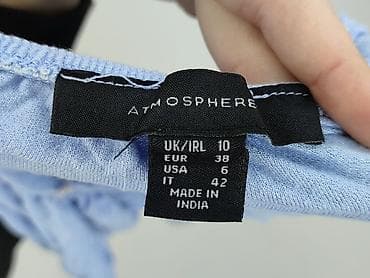 ATMOSPHERE
UK/IRL 10
EUR 38
USA 6
IT 42
MADE IN
INDIA